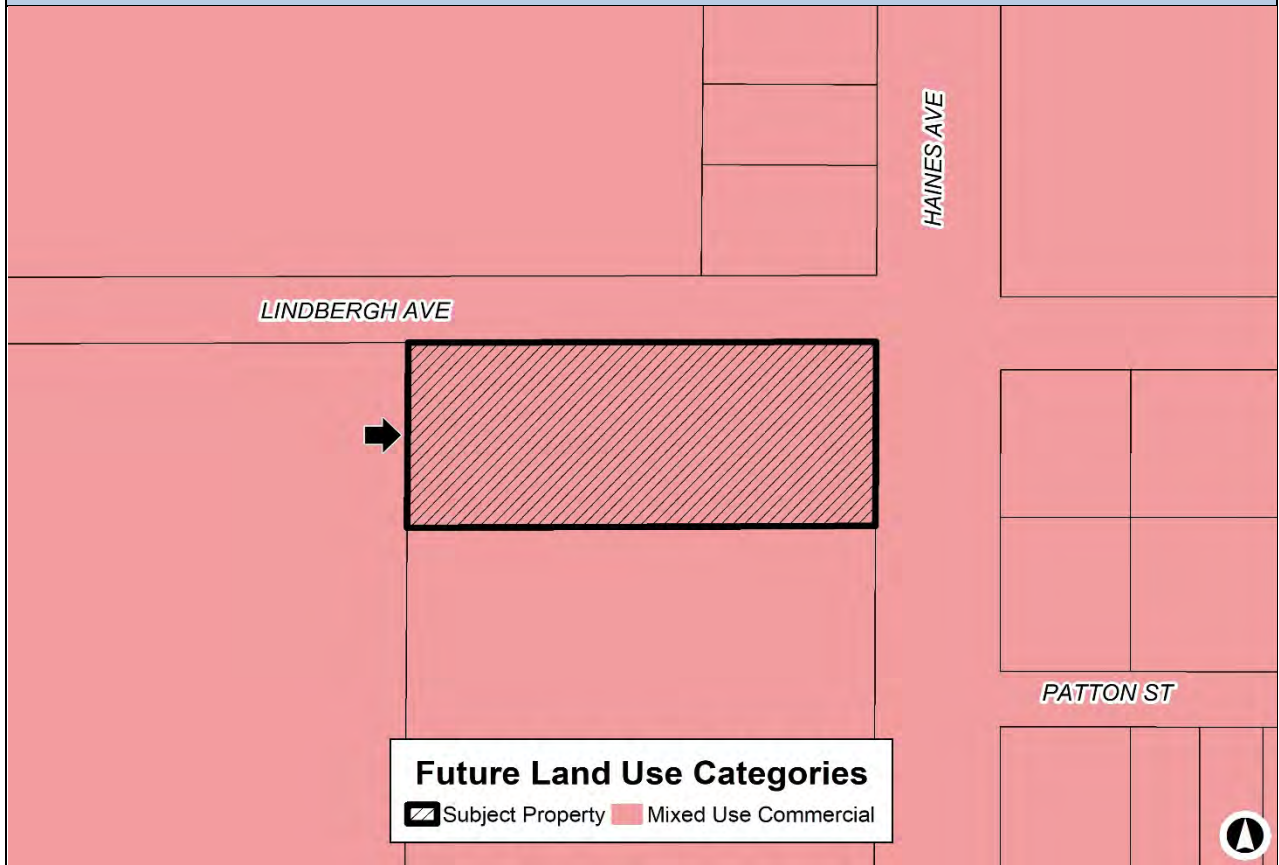 HAINES AVE
LINDBERGH AVE
PATTON ST
Future Land Use Categories
Subject Property Mixed Use Commercial